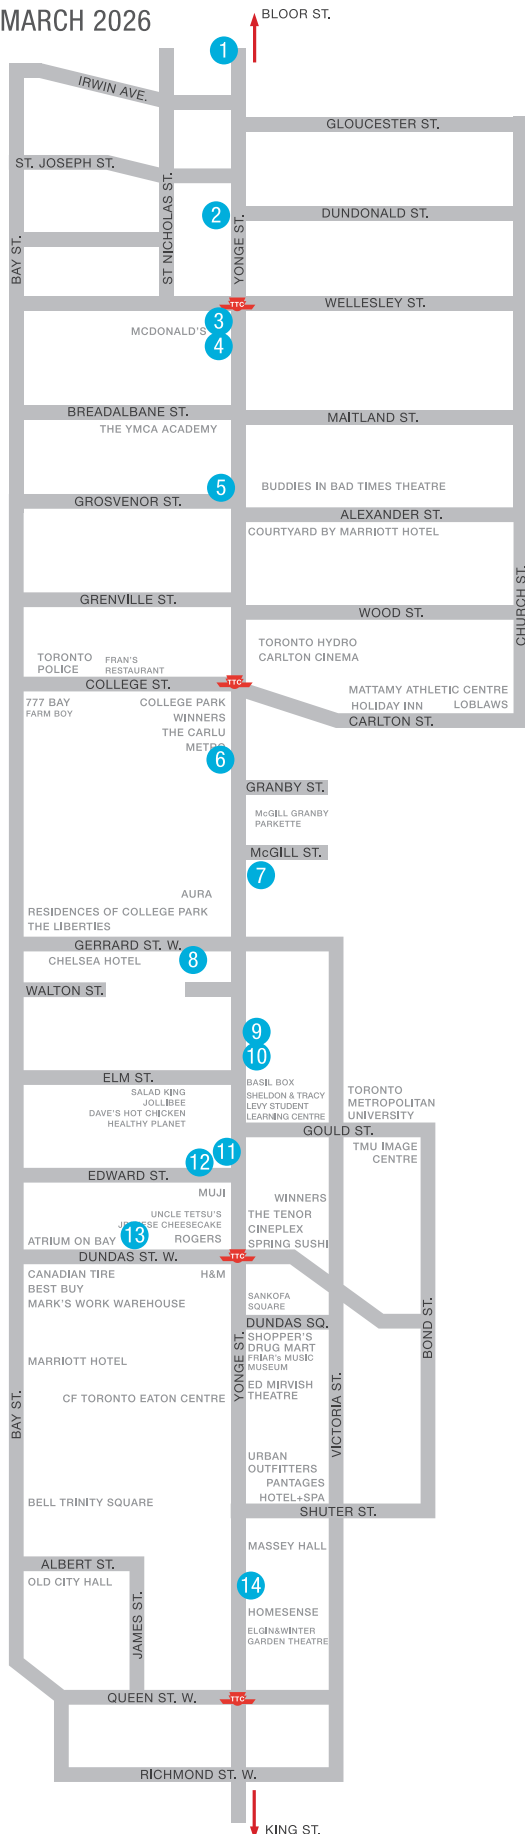 MARCH 2026
BLOOR ST.
1
IRWIN AVE.
GLOUCESTER ST.
ST. JOSEPH ST.
ST NICHOLAS ST.
2
DUNDONALD ST.
YONGE ST.
BAY ST.
TTC
WELLESLEY ST.
3
MCDONALD'S
4
BREADALBANE ST.
MAITLAND ST.
THE YMCA ACADEMY
5
BUDDIES IN BAD TIMES THEATRE
GROSVENOR ST.
ALEXANDER ST.
COURTYARD BY MARRIOTT HOTEL
CHURCH ST.
GRENVILLE ST.
WOOD ST.
TORONTO HYDRO
CARLTON CINEMA
TORONTO
POLICE
FRAN'S
RESTAURANT
COLLEGE ST.
TTC
MATTAMY ATHLETIC CENTRE
HOLIDAY INN
LOBLAWS
CARLTON ST.
777 BAY
FARM BOY
COLLEGE PARK
WINNERS
THE CARLU
METRO
6
GRANBY ST.
McGILL GRANBY
PARKETTE
McGILL ST.
7
AURA
RESIDENCES OF COLLEGE PARK
THE LIBERTIES
GERRARD ST. W.
CHELSEA HOTEL
8
WALTON ST.
9
10
ELM ST.
BASIL BOX
SHELDON & TRACY
LEVY STUDENT
LEARNING CENTRE
TORONTO
METROPOLITAN
UNIVERSITY
SALAD KING
JOLLIBEE
DAVE'S HOT CHICKEN
HEALTHY PLANET
GOULD ST.
TMU IMAGE
CENTRE
11
12
EDWARD ST.
MUJI
WINNERS
UNCLE TETSU'S
CHEESECAKE
THE TENOR
CINEPLEX
SPRING SUSHI
13
ATRIUM ON BAY
ROGERS
DUNDAS ST. W.
TTC
CANADIAN TIRE
BEST BUY
MARK'S WORK WAREHOUSE
H&M
SANKOFA
SQUARE
DUNDAS SQ.
BOND ST.
SHOPPER'S
DRUG MART
FRIAR's MUSIC
MUSEUM
YONGE ST.
MARRIOTT HOTEL
ED MIRVISH
THEATRE
CF TORONTO EATON CENTRE
BAY ST.
VICTORIA ST.
URBAN
OUTFITTERS
PANTAGES
HOTEL+SPA
BELL TRINITY SQUARE
SHUTER ST.
MASSEY HALL
ALBERT ST.
OLD CITY HALL
14
JAMES ST.
HOMESENSE
ELGIN&WINTER
GARDEN THEATRE
QUEEN ST. W.
TTC
RICHMOND ST. W.
KING ST.